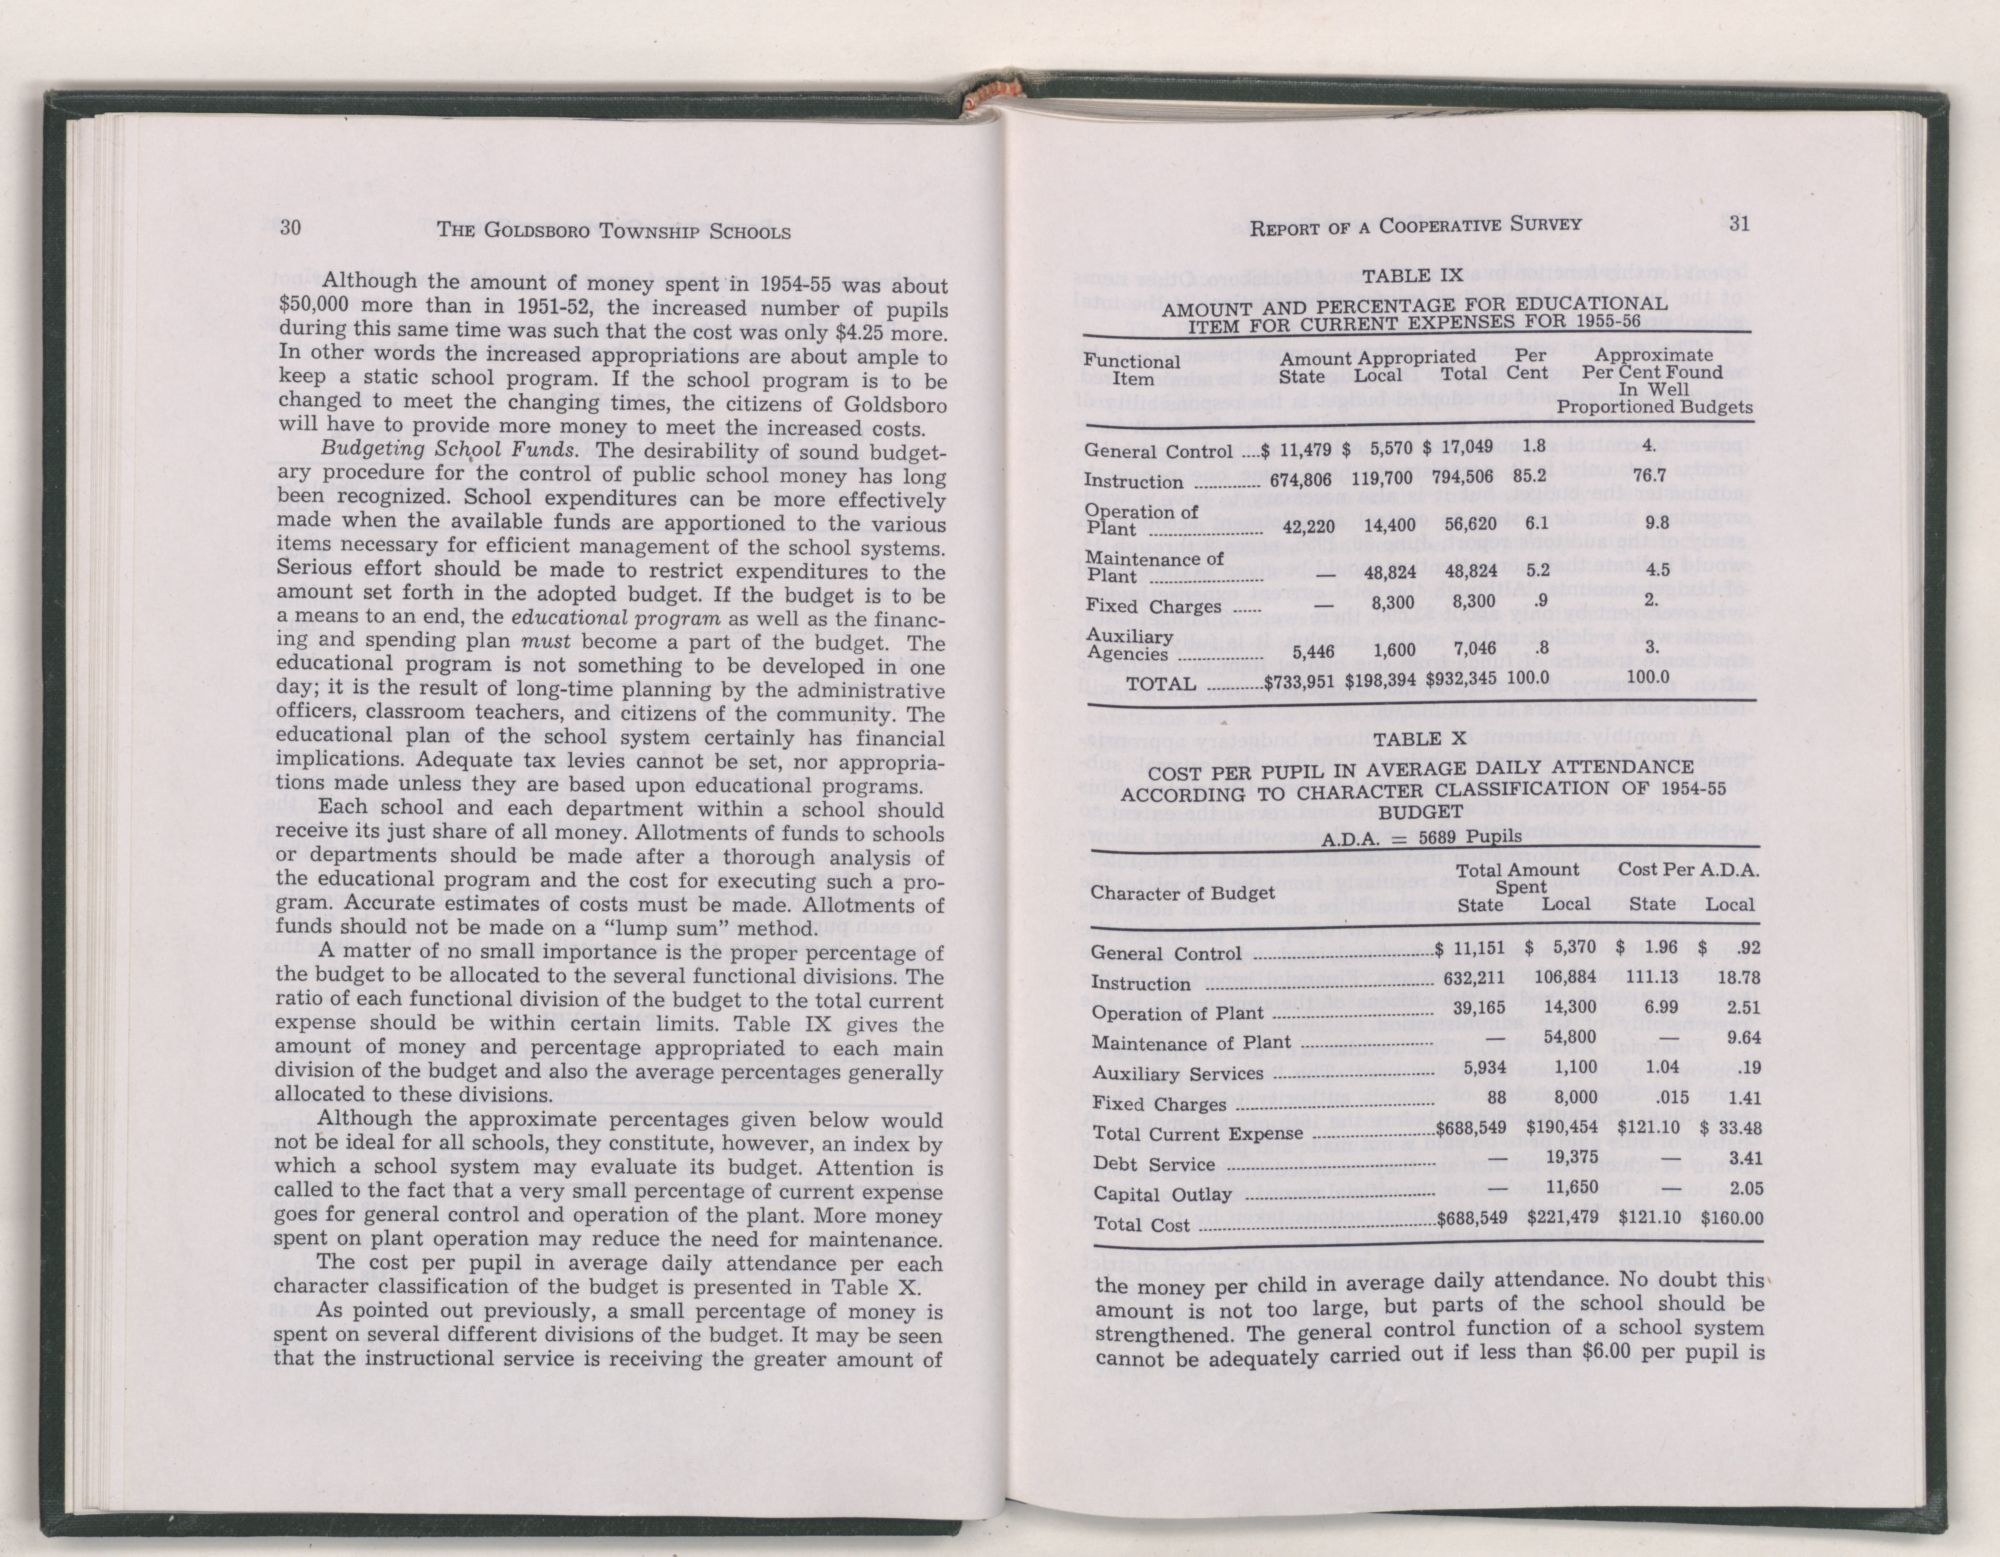 30
THE GOLDSBORO TOWNSHIP SCHOOLS
Although the amount of money spent in 1954-55 was about
$50,000 more than in 1951-52, the increased number of pupils
during this same time was such that the cost was only $4.25 more.
In other words the increased appropriations are about ample to
keep a static school program. If the school program is to be
changed to meet the changing times, the citizens of Goldsboro
will have to provide more money to meet the increased costs.
Budgeting School Funds. The desirability of sound budget-
ary procedure for the control of public school money has long
been recognized. School expenditures can be more effectively
made when the available funds are apportioned to the various
items necessary for efficient management of the school systems.
Serious effort should be made to restrict expenditures to the
amount set forth in the adopted budget. If the budget is to be
a means to an end, the educational program as well as the financ-
ing and spending plan must become a part of the budget. The
educational program is not something to be developed in one
day; it is the result of long-time planning by the administrative
officers, classroom teachers, and citizens of the community. The
educational plan of the school system certainly has financial
implications. Adequate tax levies cannot be set, nor appropria-
tions made unless they are based upon educational programs.
Each school and each department within a school should
receive its just share of all money. Allotments of funds to schools
or departments should be made after a thorough analysis of
the educational program and the cost for executing such a pro-
gram. Accurate estimates of costs must be made. Allotments of
funds should not be made on a “lump sum” method.
A matter of no small importance is the proper percentage of
the budget to be allocated to the several functional divisions. The
ratio of each functional division of the budget to the total current
expense should be within certain limits. Table IX gives the
amount of money and percentage appropriated to each main
division of the budget and also the average percentages generally
allocated to these divisions.
Although the approximate percentages given below would
not be ideal for all schools, they constitute, however, an index by
which a school system may evaluate its budget. Attention is
called to the fact that a very small percentage of current expense
goes for general control and operation of the plant. More money
spent on plant operation may reduce the need for maintenance.
The cost per pupil in average daily attendance per each
character classification of the budget is presented in Table X.
As pointed out previously, a small percentage of money is
spent on several different divisions of the budget. It may be seen
that the instructional service is receiving the greater amount of
REPORT OF A COOPERATIVE SURVEY
31
TABLE IX
AMOUNT AND PERCENTAGE FOR EDUCATIONAL
ITEM FOR CURRENT EXPENSES FOR 1955-56
Functional Amount Appropriated Per Approximate
Item State Local Total Cent Per Cent Found
In Well
Proportioned Budgets
General Control ....$ 11,479 $ 5,570 $ 17,049 1.8 4.
Instruction .............. 674,806 119,700 794,506 85.2 76.7
Operation of
Plant ........................ 42,220 14,400 56,620 6.1 9.8
Maintenance of
Plant ........................ — 48,824 48,824 5.2 4.5
Fixed Charges ...... — 8,300 8,300 .9 2.
Auxiliary
Agencies .................. 5,446 1,600 7,046 .8 3.
TOTAL ............$733,951 $198,394 $932,345 100.0 100.0
TABLE X
COST PER PUPIL IN AVERAGE DAILY ATTENDANCE
ACCORDING TO CHARACTER CLASSIFICATION OF 1954-55
BUDGET
A.D.A. = 5689 Pupils
Total Amount Cost Per A.D.A.
Character of Budget Spent
State Local State Local
General Control ......................................$ 11,151 $ 5,370 $ 1.96 $ .92
Instruction ................................................ 632,211 106,884 111.13 18.78
Operation of Plant .................................. 39,165 14,300 6.99 2.51
Maintenance of Plant ............................ — 54,800 — 9.64
Auxiliary Services .................................. 5,934 1,100 1.04 .19
Fixed Charges .......................................... 88 8,000 .015 1.41
Total Current Expense ..........................$688,549 $190,454 $121.10 $ 33.48
Debt Service ............................................ — 19,375 — 3.41
Capital Outlay ........................................ — 11,650 — 2.05
Total Cost ..................................................$688,549 $221,479 $121.10 $160.00
the money per child in average daily attendance. No doubt this
amount is not too large, but parts of the school should be
strengthened. The general control function of a school system
cannot be adequately carried out if less than $6.00 per pupil is